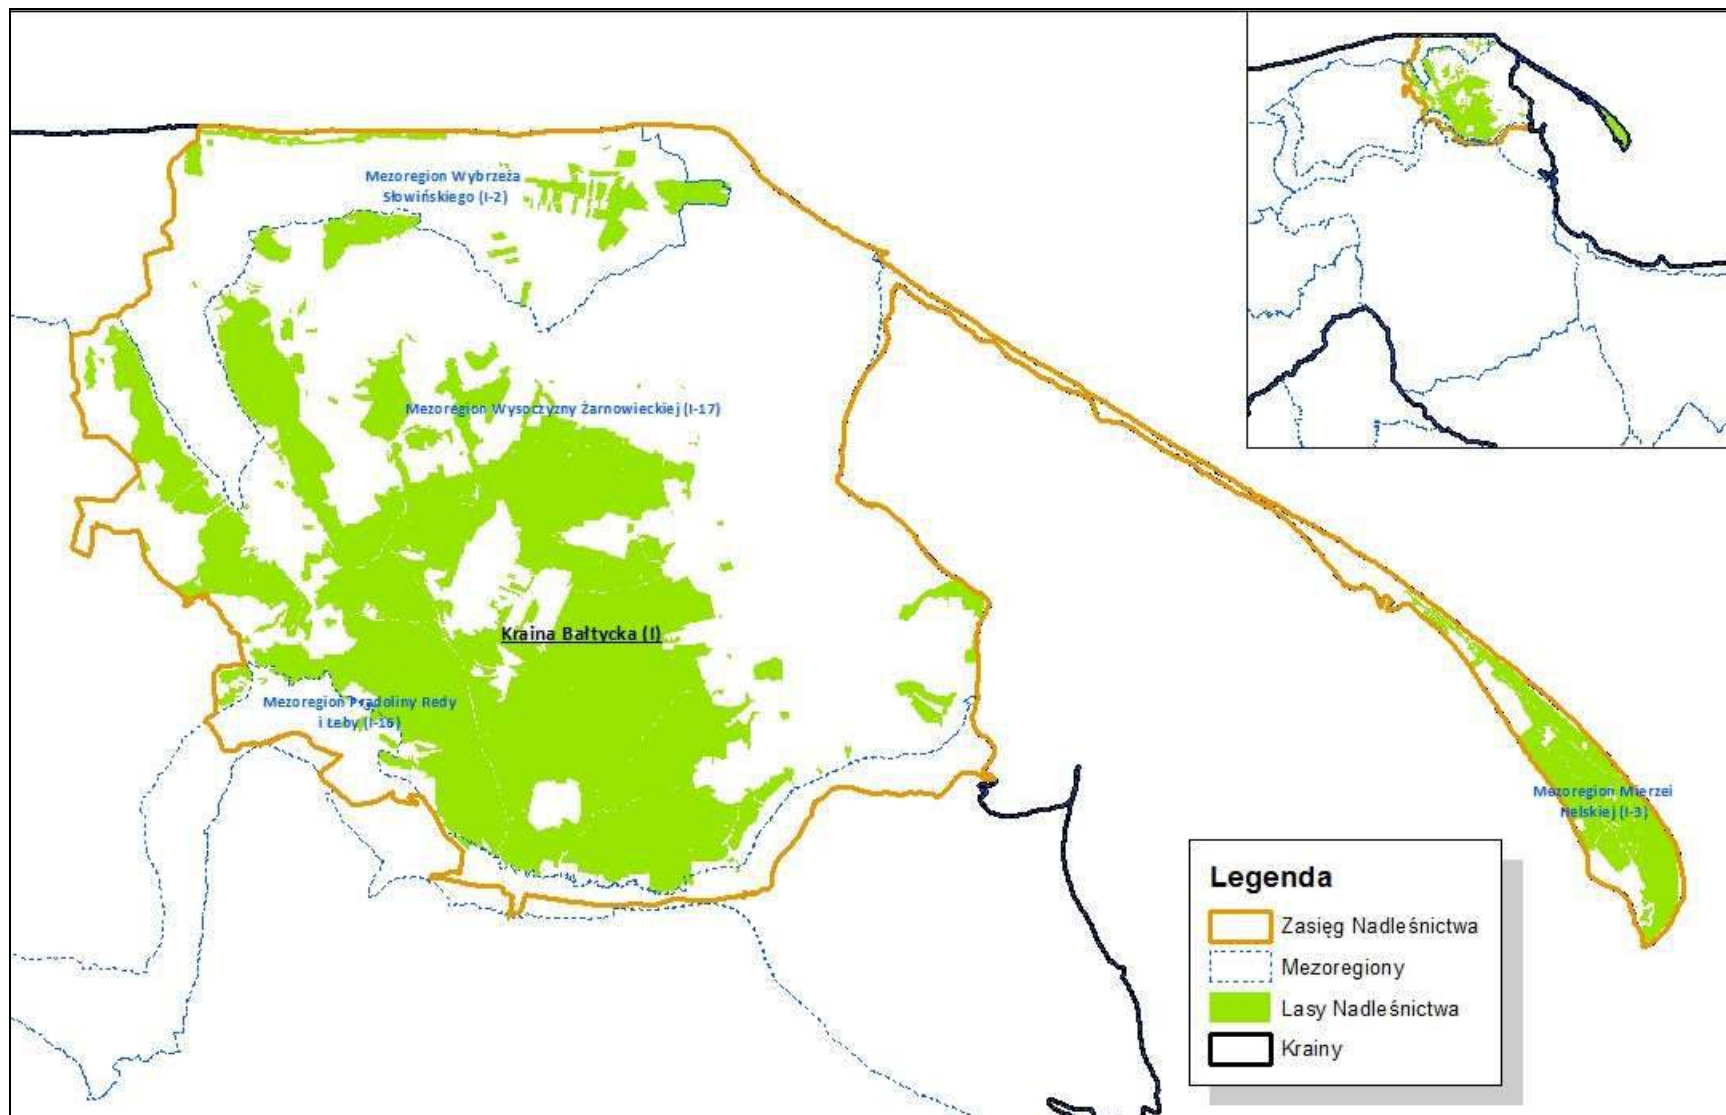 Mezoregion Wybrzeża
Słowińskiego (I-2)
Mezoregion Wysoczyzny Żarnowieckiej (I-17)
Kraina Bałtycka (I)
Mezoregion Pradoliny Redy
i Łeby (I-16)
Mezoregion Mierzei
Helskiej (I-3)
Legenda
Zasięg Nadleśnictwa
Mezoregiony
Lasy Nadleśnictwa
Krainy